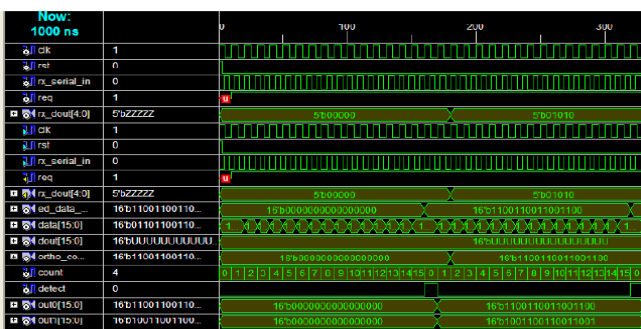 Now:
1000 ns
0 100 200 300
clk 1
rst 0
rx_serial_in 0
req 1 U
rx_dout[4:0] 5'bZZZZZ 5'b00000 5'b01010
clk 1
rst 0
rx_serial_in 0
req 1 U
rx_dout[4:0] 5'bZZZZZ 5'b00000 5'b01010
ed_data_... 16'b11001100110... 16'b0000000000000000 16'b1100110011001100
data[15:0] 16'b01101100110...
dout[15:0] 16'bUUUUUUUUUUU... 16'bUUUUUUUUUUUUUUUU
ortho_co... 16'b11001100110... 16'b0000000000000000 16'b1100110011001100
count 4 0 1 2 3 4 5 6 7 8 9 10 11 12 13 14 15 0 1 2 3 4 5 6 7 8 9 10 11 12 13 14 15 0
detect 0
out0[15:0] 16'b11001100110... 16'b0000000000000000 16'b1100110011001100
out1[15:0] 16'b10011001100... 16'b0000000000000000 16'b1001100110011001